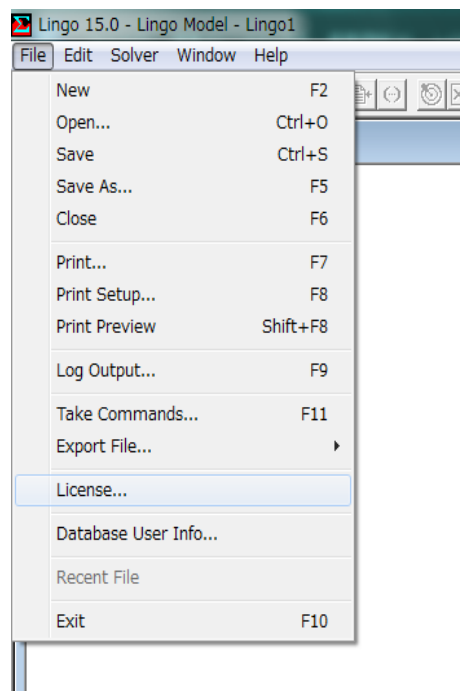 Lingo 15.0 - Lingo Model - Lingo1
File Edit Solver Window Help
New F2
Open... Ctrl+O
Save Ctrl+S
Save As... F5
Close F6
Print... F7
Print Setup... F8
Print Preview Shift+F8
Log Output... F9
Take Commands... F11
Export File...
License...
Database User Info...
Recent File
Exit F10